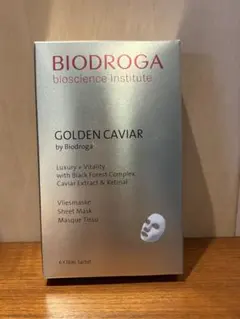 BIODROGA
bioscience institute
GOLDEN CAVIAR
by Biodroga
Luxury + Vitality
with Black Forest Complex
Caviar Extract & Retinal
Vliesmaske
Sheet Mask
Masque Tissu